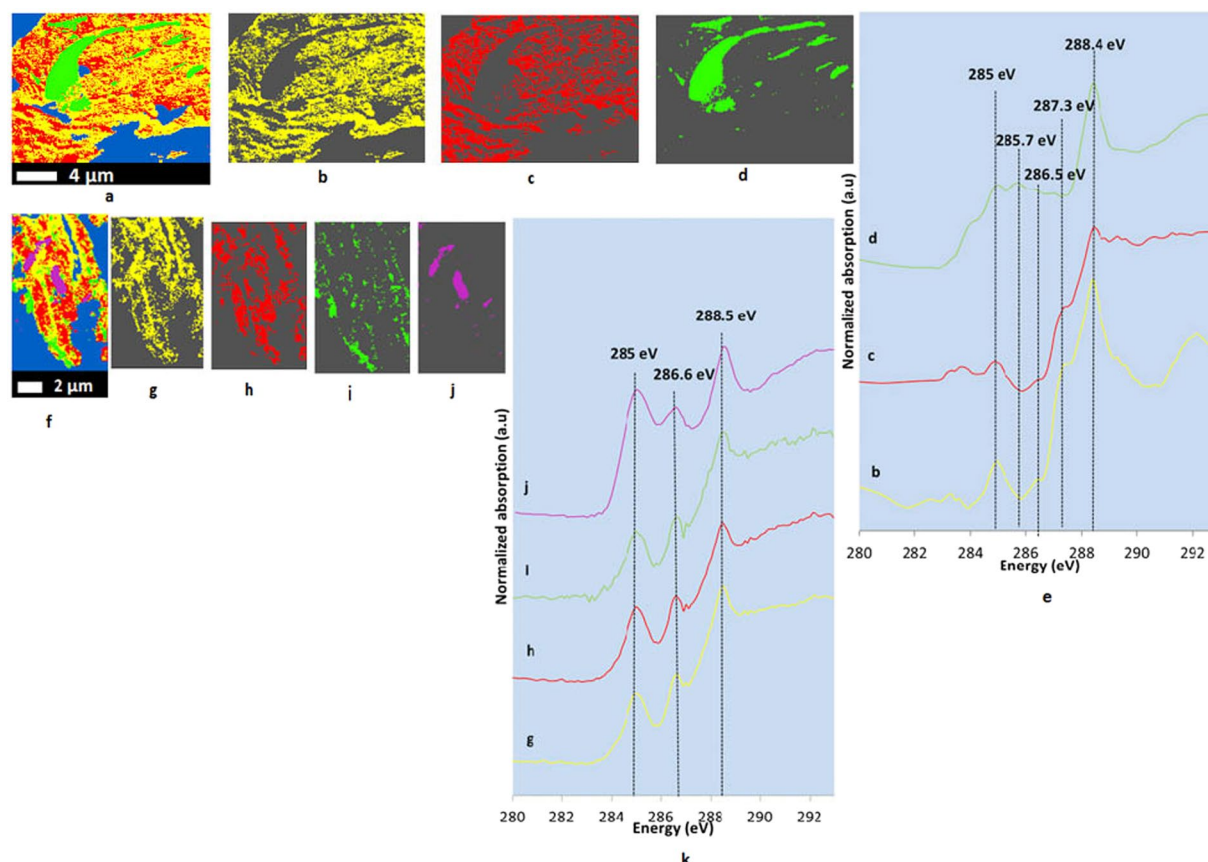 4 µm
a
b
c
d
2 µm
f
g
h
j
j
Normalized absorption (a.u)
288.4 eV
285 eV
287.3 eV
285.7 eV
286.5 eV
d
c
b
280 282 284 286 288 290 292
Energy (eV)
e
Normalized absorption (a.u)
288.5 eV
285 eV
286.6 eV
j
I
h
g
280 282 284 286 288 290 292
Energy (eV)
k